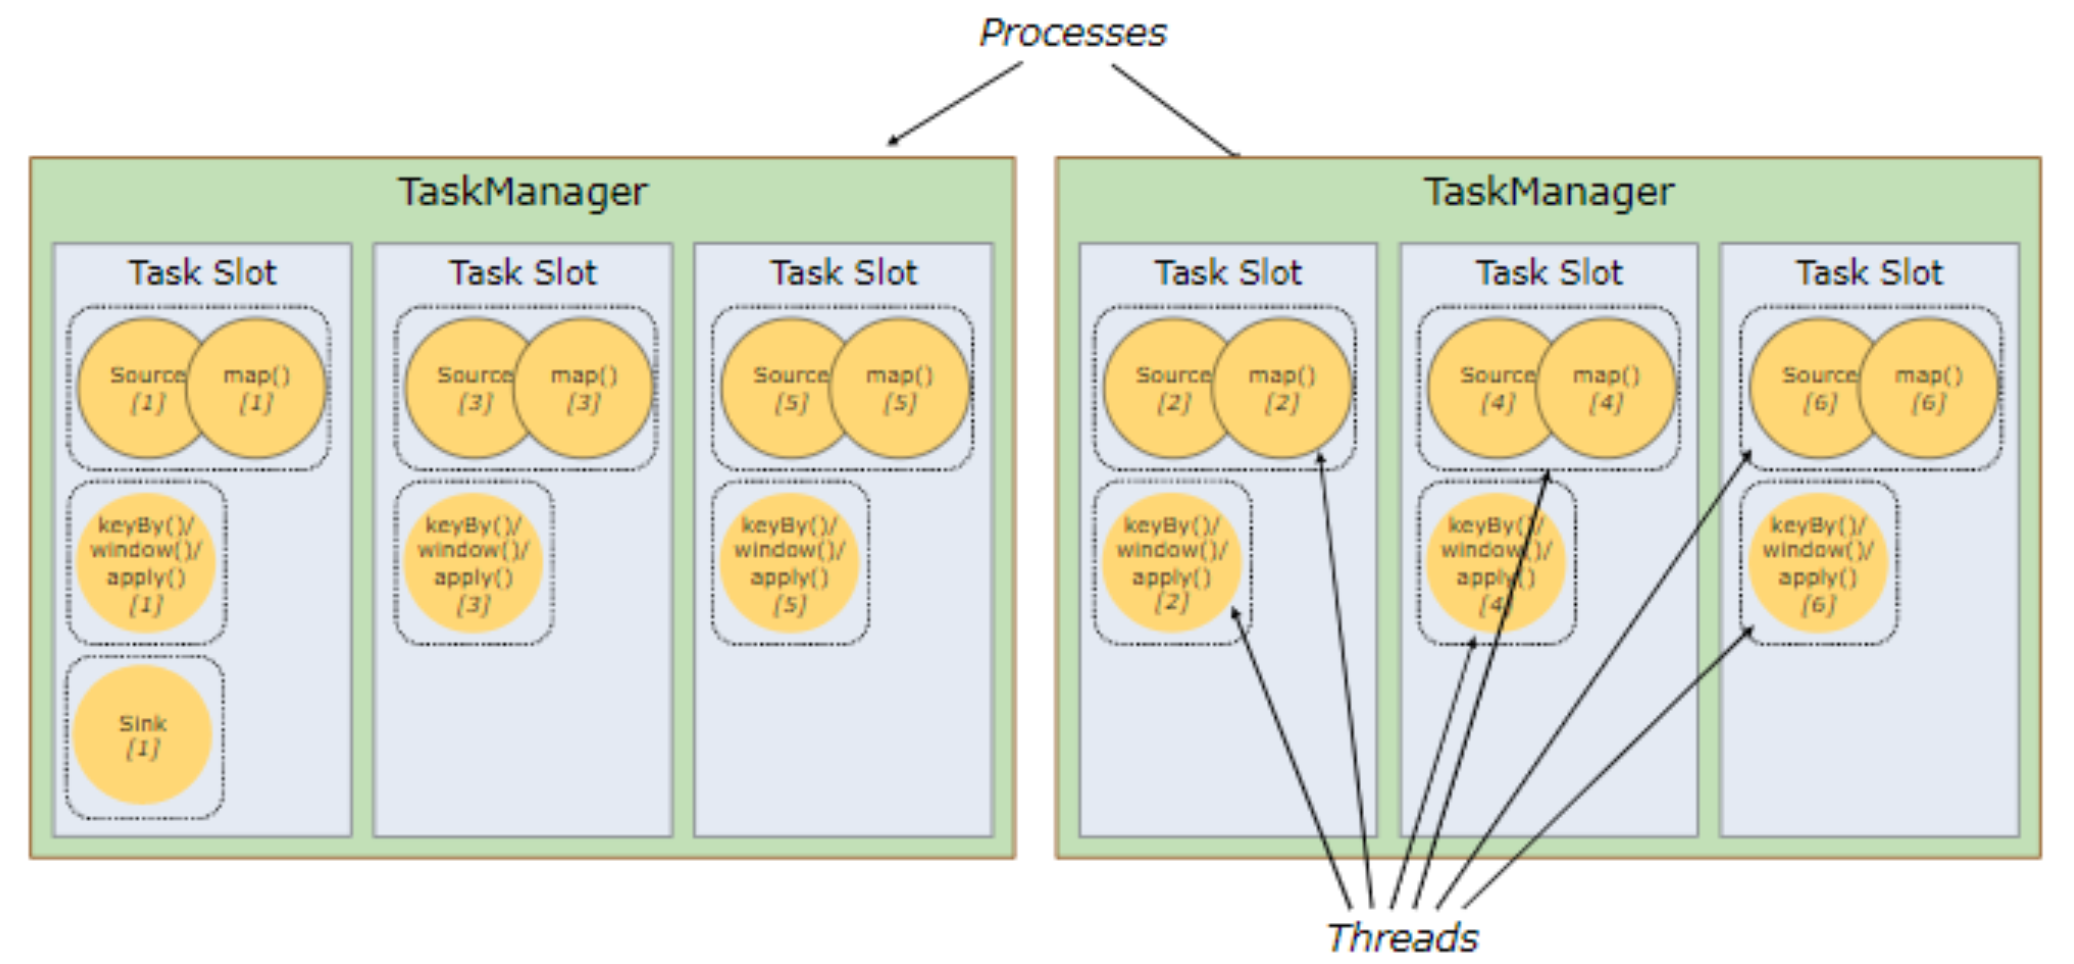 Processes
TaskManager
Task Slot
Source
[1]
map()
[1]
keyBy()/
window()/
apply()
[1]
Sink
[1]
Task Slot
Source
[3]
map()
[3]
keyBy()/
window()/
apply()
[3]
Task Slot
Source
[5]
map()
[5]
keyBy()/
window()/
apply()
[5]
TaskManager
Task Slot
Source
[2]
map()
[2]
keyBy()/
window()/
apply()
[2]
Task Slot
Source
[4]
map()
[4]
keyBy()/
window()/
apply()
[4]
Task Slot
Source
[6]
map()
[6]
keyBy()/
window()/
apply()
[6]
Threads